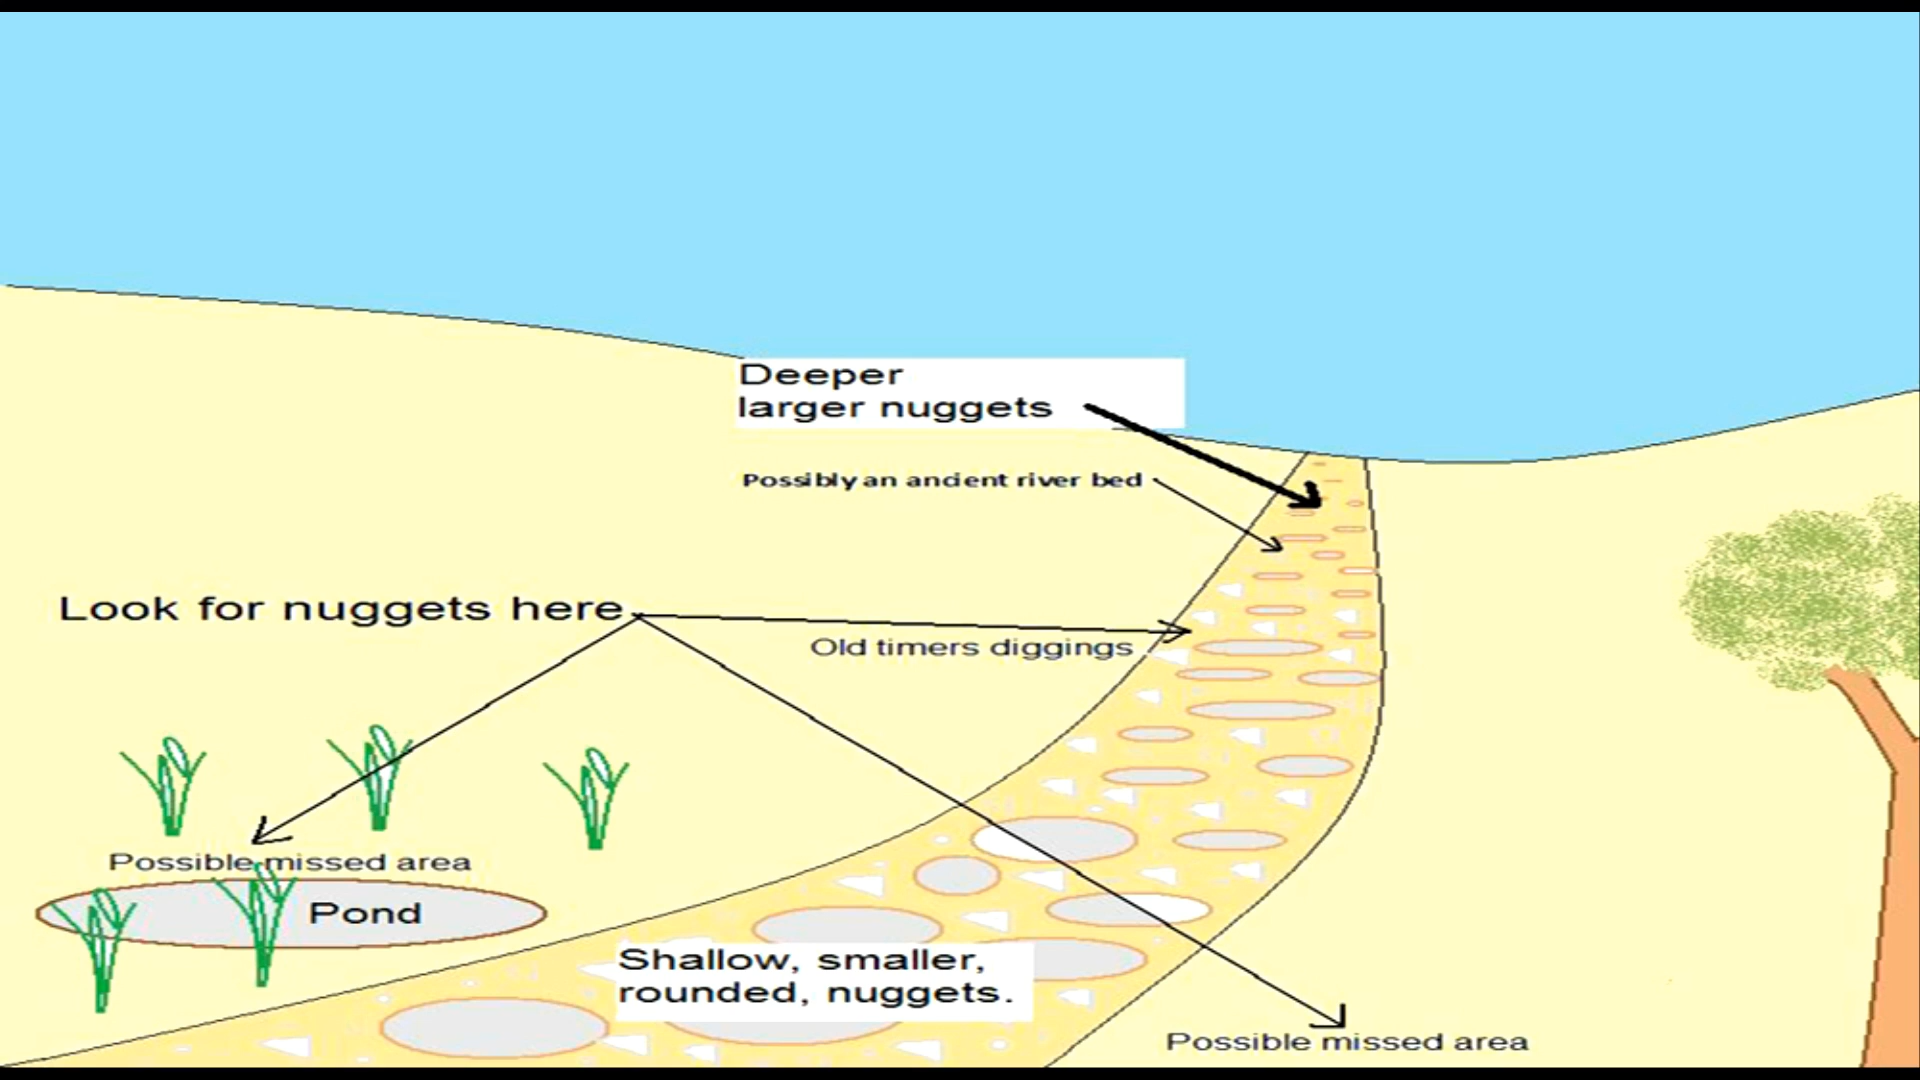 Deeper
larger nuggets
Possibly an ancient river bed
Look for nuggets here
Old timers diggings
Possible missed area
Pond
Shallow, smaller,
rounded, nuggets.
Possible missed area